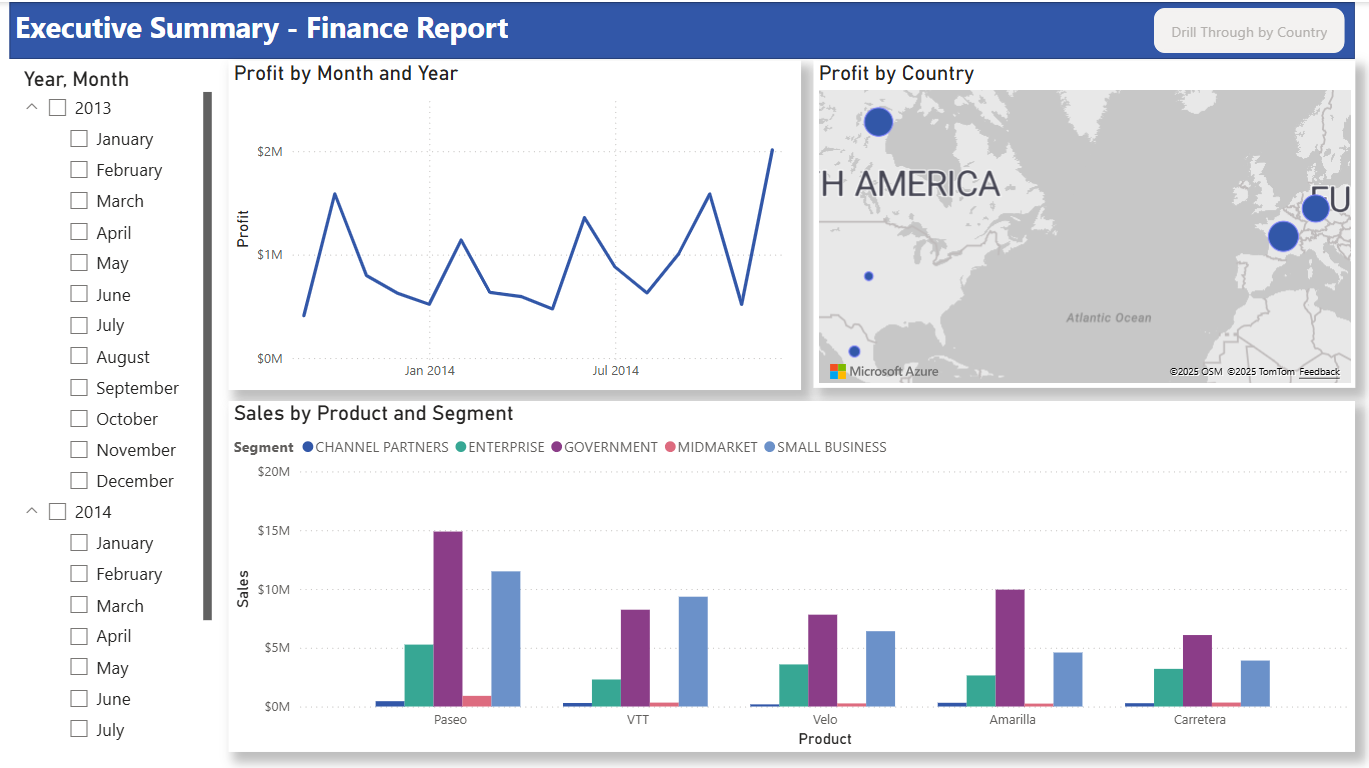 Executive Summary - Finance Report
Drill Through by Country
Year, Month
2013
January
February
March
April
May
June
July
August
September
October
November
December
2014
January
February
March
April
May
June
July
Profit by Month and Year
Profit
$2M
$1M
$0M
Jan 2014
Jul 2014
Profit by Country
H AMERICA
EU
Atlantic Ocean
Microsoft Azure
©2025 OSM ©2025 TomTom Feedback
Sales by Product and Segment
Segment CHANNEL PARTNERS ENTERPRISE GOVERNMENT MIDMARKET SMALL BUSINESS
Sales
$20M
$15M
$10M
$5M
$0M
Paseo VTT Velo Amarilla Carretera
Product